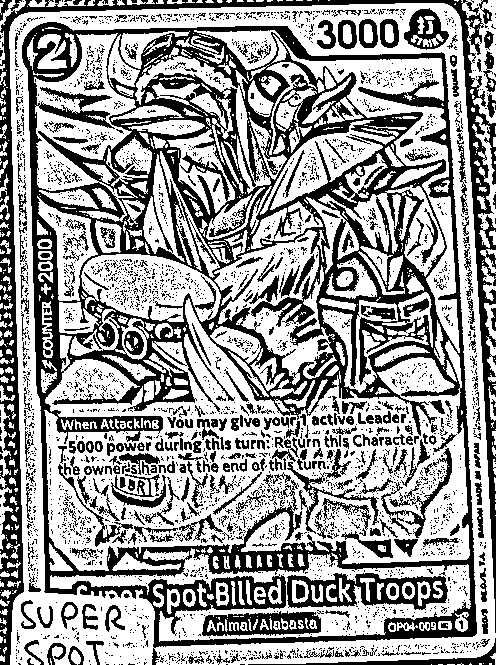 2
3000
COUNTER +2000
When Attacking You may give your 1 active Leader
-5000 power during this turn: Return this Character to
the owner's hand at the end of this turn.
CHARACTER
Super Spot-Billed Duck Troops
Animal/Alabasta
OP04-009 1
SUPER
SPOT